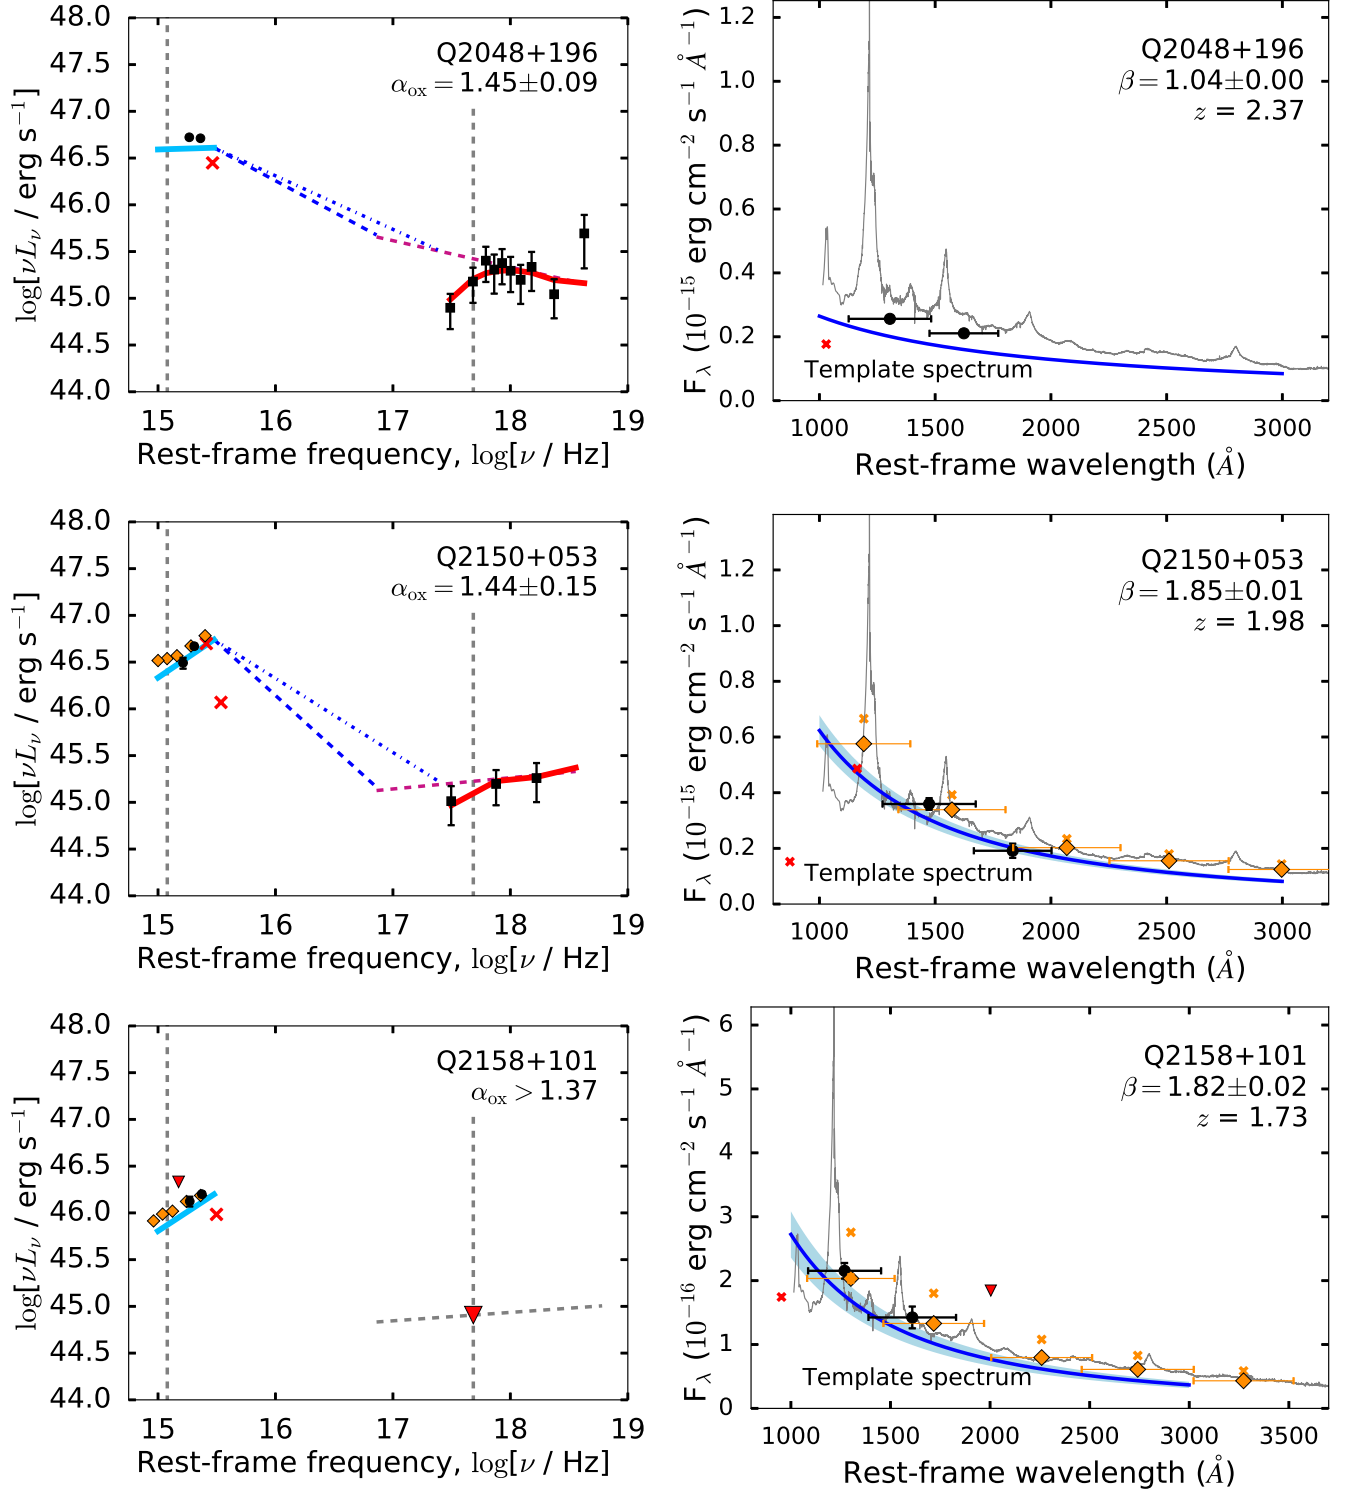 48.0
47.5
47.0
46.5
46.0
45.5
45.0
44.5
44.0
log[νLν / erg s⁻¹]
Q2048+196
αox = 1.45±0.09
15 16 17 18 19
Rest-frame frequency, log[ν / Hz]
1.2
1.0
0.8
0.6
0.4
0.2
0.0
Fλ (10⁻¹⁵ erg cm⁻² s⁻¹ Å⁻¹)
Q2048+196
β = 1.04±0.00
z = 2.37
Template spectrum
1000 1500 2000 2500 3000
Rest-frame wavelength (Å)
48.0
47.5
47.0
46.5
46.0
45.5
45.0
44.5
44.0
log[νLν / erg s⁻¹]
Q2150+053
αox = 1.44±0.15
15 16 17 18 19
Rest-frame frequency, log[ν / Hz]
1.2
1.0
0.8
0.6
0.4
0.2
0.0
Fλ (10⁻¹⁵ erg cm⁻² s⁻¹ Å⁻¹)
Q2150+053
β = 1.85±0.01
z = 1.98
Template spectrum
1000 1500 2000 2500 3000
Rest-frame wavelength (Å)
48.0
47.5
47.0
46.5
46.0
45.5
45.0
44.5
44.0
log[νLν / erg s⁻¹]
Q2158+101
αox > 1.37
15 16 17 18 19
Rest-frame frequency, log[ν / Hz]
6
5
4
3
2
1
0
Fλ (10⁻¹⁶ erg cm⁻² s⁻¹ Å⁻¹)
Q2158+101
β = 1.82±0.02
z = 1.73
Template spectrum
1000 1500 2000 2500 3000 3500
Rest-frame wavelength (Å)